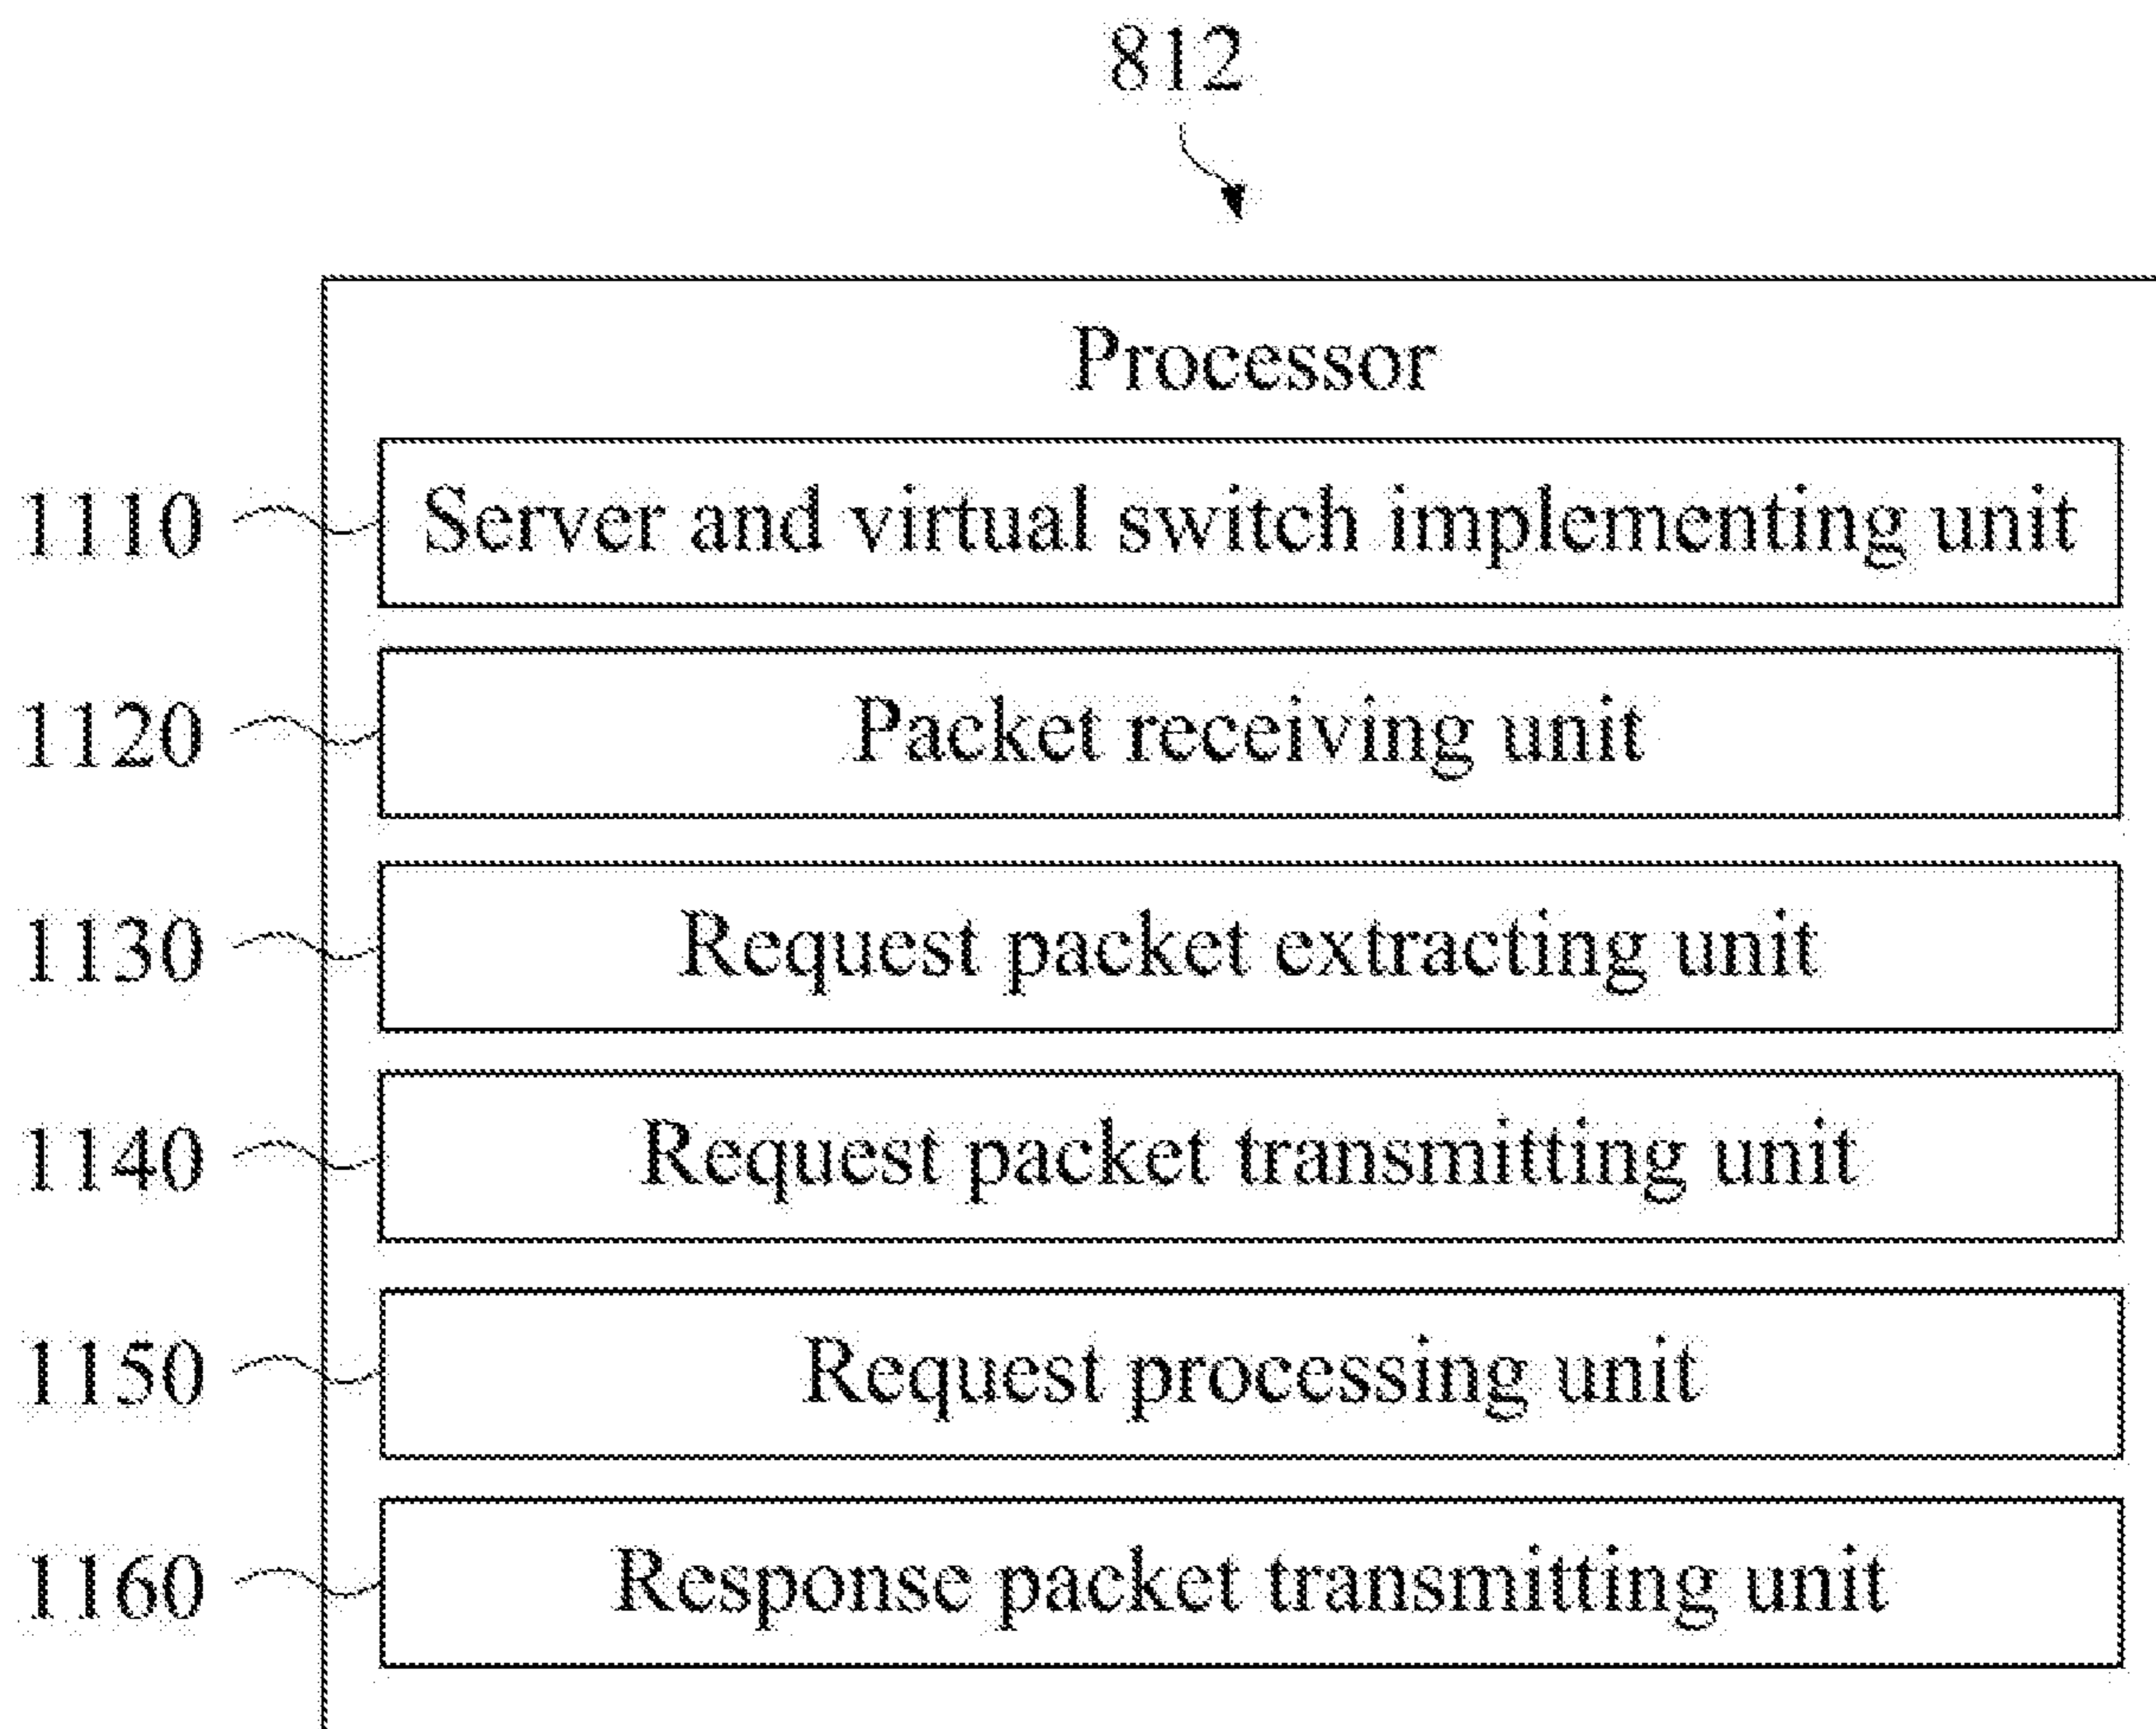 812
Processor
1110 Server and virtual switch implementing unit
1120 Packet receiving unit
1130 Request packet extracting unit
1140 Request packet transmitting unit
1150 Request processing unit
1160 Response packet transmitting unit